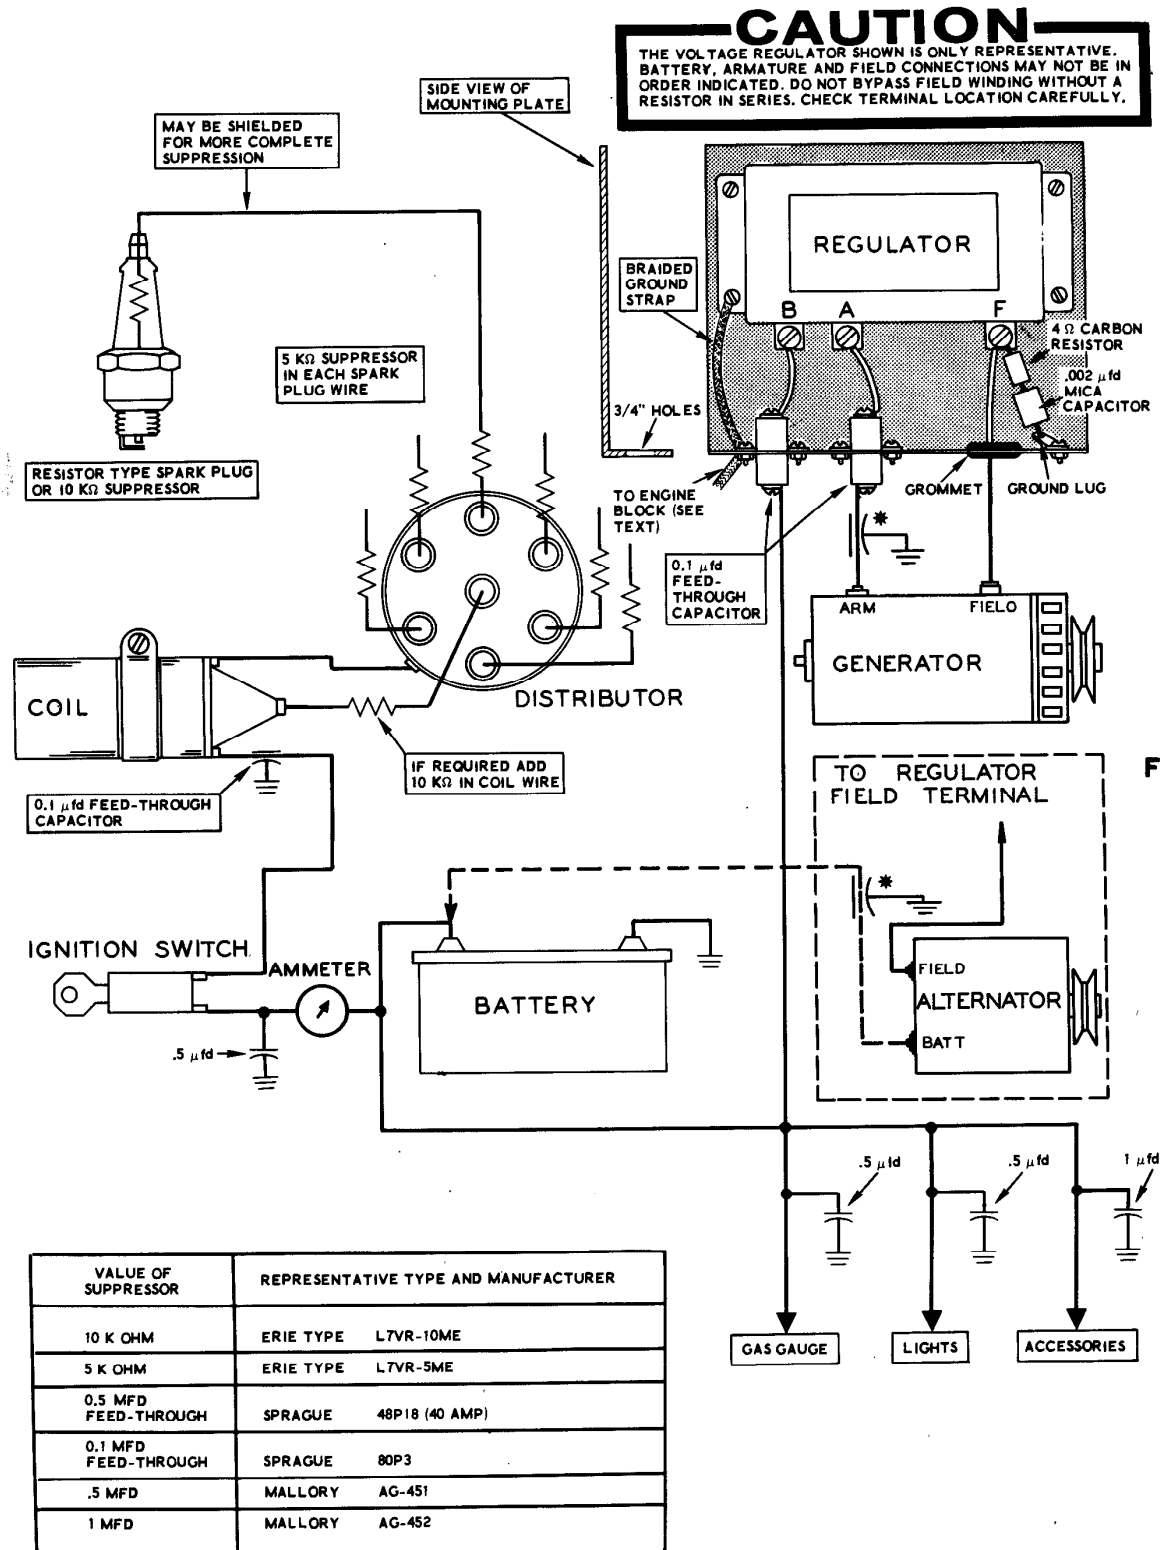 CAUTION
THE VOLTAGE REGULATOR SHOWN IS ONLY REPRESENTATIVE.
BATTERY, ARMATURE AND FIELD CONNECTIONS MAY NOT BE IN
ORDER INDICATED. DO NOT BYPASS FIELD WINDING WITHOUT A
RESISTOR IN SERIES. CHECK TERMINAL LOCATION CAREFULLY.
SIDE VIEW OF
MOUNTING PLATE
MAY BE SHIELDED
FOR MORE COMPLETE
SUPPRESSION
REGULATOR
BRAIDED
GROUND
STRAP
B A F
4 Ω CARBON
RESISTOR
.002 μfd
MICA
CAPACITOR
5 KΩ SUPPRESSOR
IN EACH SPARK
PLUG WIRE
3/4" HOLES
RESISTOR TYPE SPARK PLUG
OR 10 KΩ SUPPRESSOR
TO ENGINE
BLOCK (SEE
TEXT)
GROMMET
GROUND LUG
*
0.1 μfd
FEED-
THROUGH
CAPACITOR
ARM
FIELD
GENERATOR
COIL
DISTRIBUTOR
IF REQUIRED ADD
10 KΩ IN COIL WIRE
0.1 μfd FEED-THROUGH
CAPACITOR
TO REGULATOR
FIELD TERMINAL
F
*
IGNITION SWITCH
AMMETER
BATTERY
FIELD
ALTERNATOR
BATT
.5 μfd
.5 μfd
.5 μfd
1 μfd
GAS GAUGE
LIGHTS
ACCESSORIES
VALUE OF
SUPPRESSOR
REPRESENTATIVE TYPE AND MANUFACTURER
10 K OHM ERIE TYPE L7VR-10ME
5 K OHM ERIE TYPE L7VR-5ME
0.5 MFD
FEED-THROUGH SPRAGUE 48P18 (40 AMP)
0.1 MFD
FEED-THROUGH SPRAGUE 80P3
.5 MFD MALLORY AG-451
1 MFD MALLORY AG-452